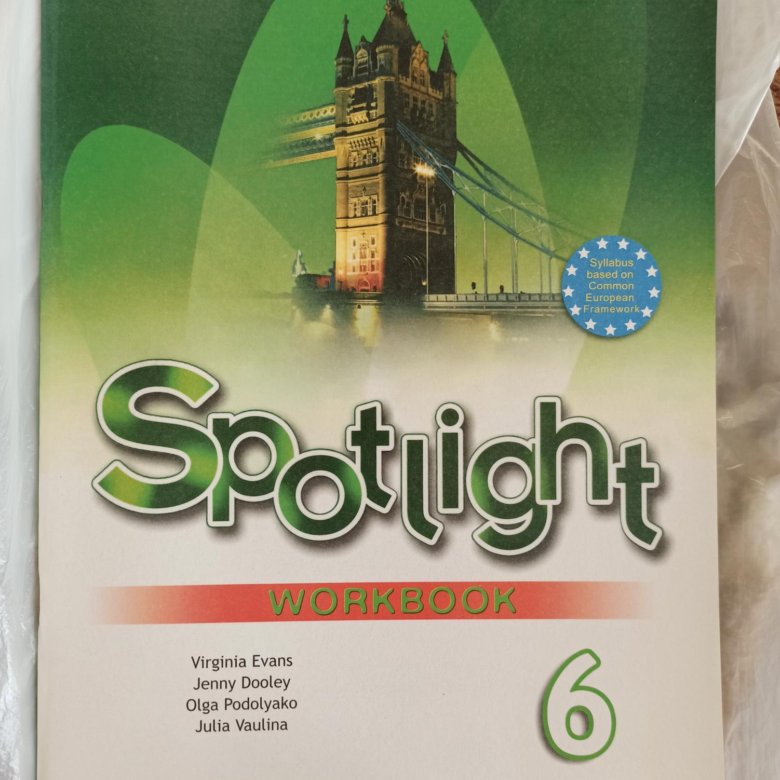 Syllabus
based on
Common
European
Framework
Spotlight
WORKBOOK
Virginia Evans
Jenny Dooley
Olga Podolyako
Julia Vaulina
6